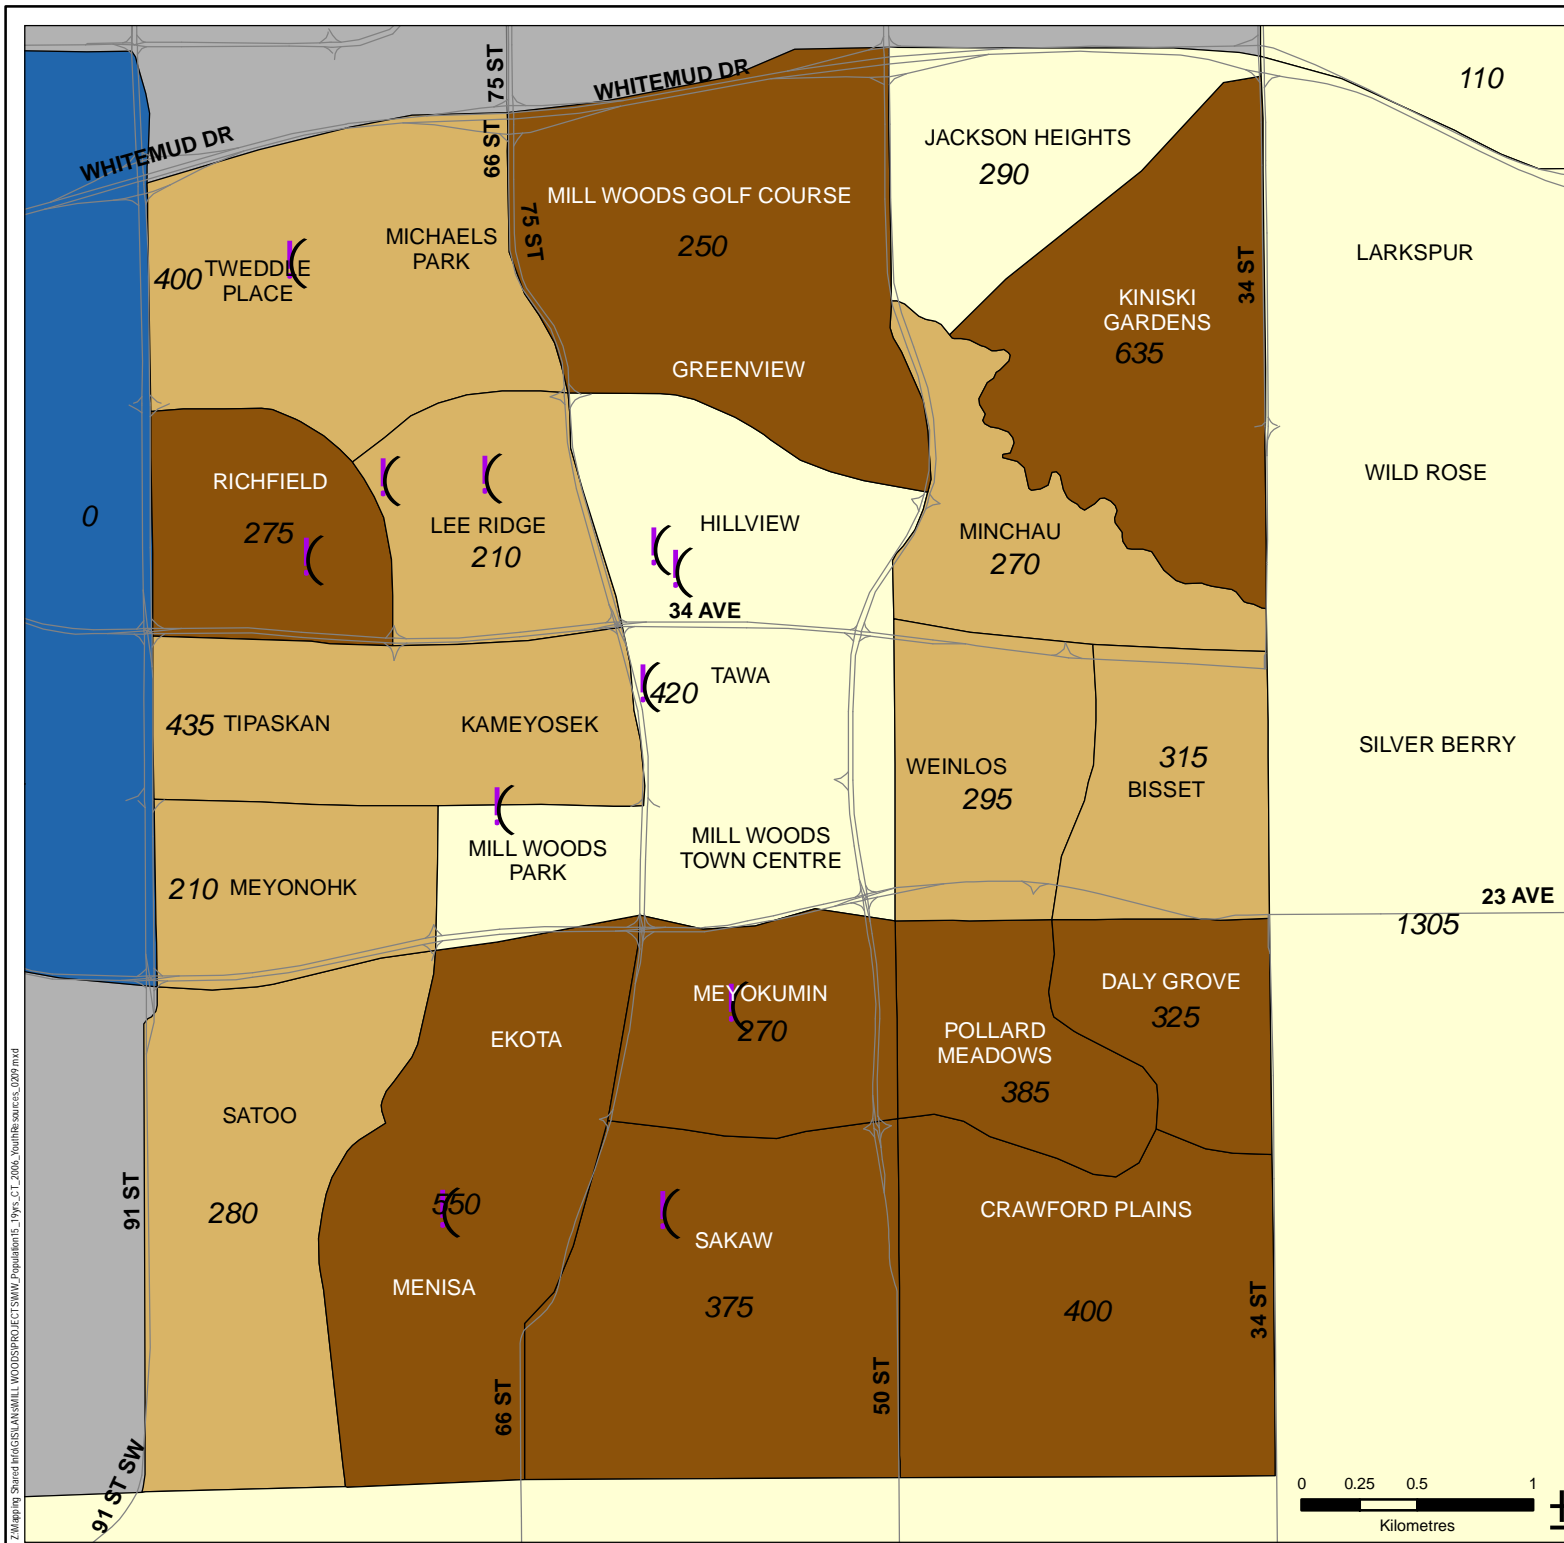 75 ST
WHITEMUD DR
110
WHITEMUD DR
66 ST
JACKSON HEIGHTS
290
MILL WOODS GOLF COURSE
250
75 ST
MICHAELS
PARK
400
TWEDDLE
PLACE
34 ST
LARKSPUR
KINISKI
GARDENS
635
GREENVIEW
RICHFIELD
275
0
LEE RIDGE
210
HILLVIEW
MINCHAU
270
WILD ROSE
34 AVE
TAWA
420
435 TIPASKAN
KAMEYOSEK
WEINLOS
295
315
BISSET
SILVER BERRY
MILL WOODS
PARK
MILL WOODS
TOWN CENTRE
210 MEYONOHK
23 AVE
1305
MEYOKUMIN
270
DALY GROVE
325
EKOTA
POLLARD
MEADOWS
385
SATOO
280
91 ST
550
MENISA
SAKAW
375
CRAWFORD PLAINS
400
34 ST
66 ST
50 ST
91 ST SW
0 0.25 0.5 1
Kilometres